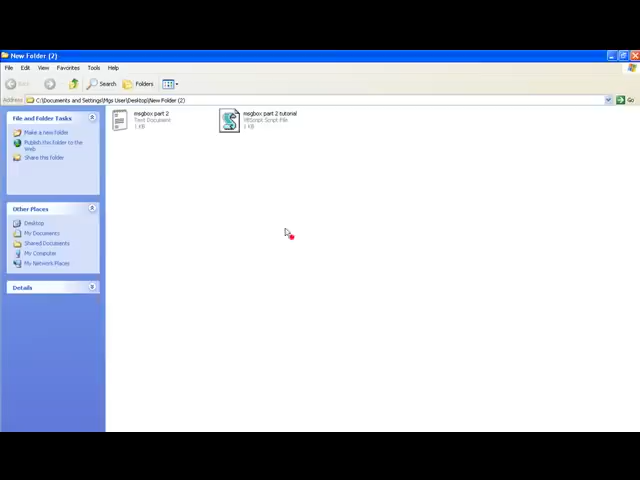 New Folder (2)
File Edit View Favorites Tools Help
Back Search Folders
Address C:\Documents and Settings\Mgs User\Desktop\New Folder (2) Go
File and Folder Tasks
Make a new folder
Publish this folder to the
Web
Share this folder
Other Places
Desktop
My Documents
Shared Documents
My Computer
My Network Places
Details
msgbox part 2
Text Document
1 KB
msgbox part 2 tutorial
VBScript Script File
1 KB